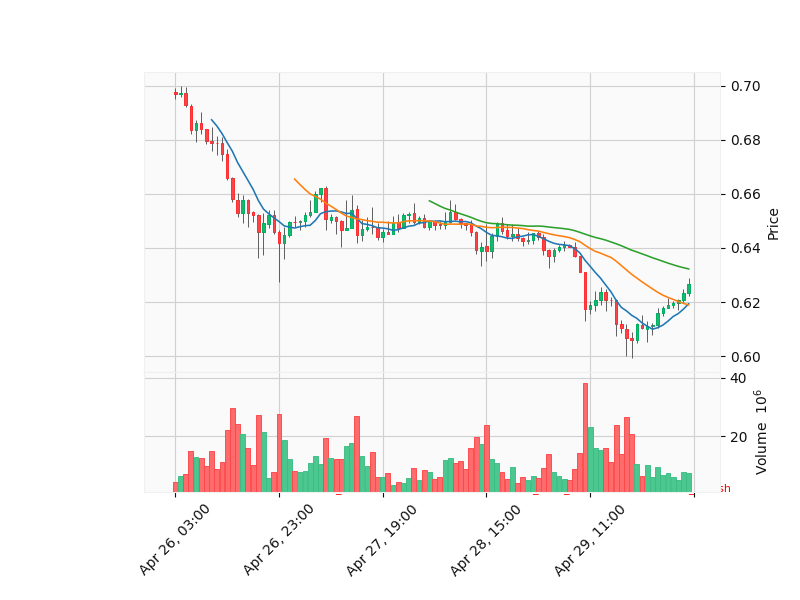 0.70
0.68
0.66
0.64
0.62
0.60
Price
40
20
Volume 10^6
sh
Apr 26, 03:00
Apr 26, 23:00
Apr 27, 19:00
Apr 28, 15:00
Apr 29, 11:00